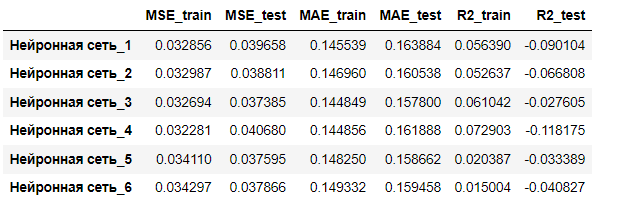 MSE_train MSE_test MAE_train MAE_test R2_train R2_test
Нейронная сеть_1 0.032856 0.039658 0.145539 0.163884 0.056390 -0.090104
Нейронная сеть_2 0.032987 0.038811 0.146960 0.160538 0.052637 -0.066808
Нейронная сеть_3 0.032694 0.037385 0.144849 0.157800 0.061042 -0.027605
Нейронная сеть_4 0.032281 0.040680 0.144856 0.161888 0.072903 -0.118175
Нейронная сеть_5 0.034110 0.037595 0.148250 0.158662 0.020387 -0.033389
Нейронная сеть_6 0.034297 0.037866 0.149332 0.159458 0.015004 -0.040827